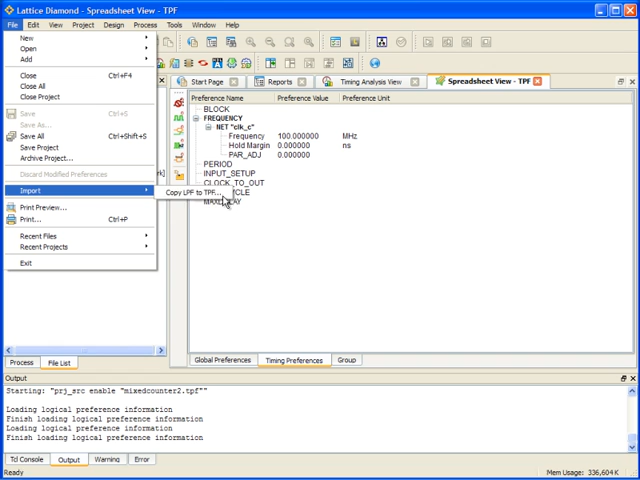 Lattice Diamond - Spreadsheet View - TPF
File Edit View Project Design Process Tools Window Help
New
Open
Add
Close Ctrl+F4
Close All
Close Project
Save Ctrl+S
Save As...
Save All Ctrl+Shift+S
Save Project
Archive Project...
Discard Modified Preferences
Import
Copy LPF to TPF...
Print Preview...
Print... Ctrl+P
Recent Files
Recent Projects
Exit
Start Page Reports Timing Analysis View Spreadsheet View - TPF
Preference Name Preference Value Preference Unit
BLOCK
FREQUENCY
NET "clk_c"
Frequency 100.000000 MHz
Hold Margin 0.000000 ns
PAR_ADJ 0.000000
PERIOD
INPUT_SETUP
CLOCK_TO_OUT
Process File List
Global Preferences Timing Preferences Group
Output
Starting: "prj_src enable "mixedcounter2.tpf""
Loading logical preference information
Finish loading logical preference information
Loading logical preference information
Finish loading logical preference information
Tcl Console Output Warning Error
Ready Mem Usage: 336,604 K